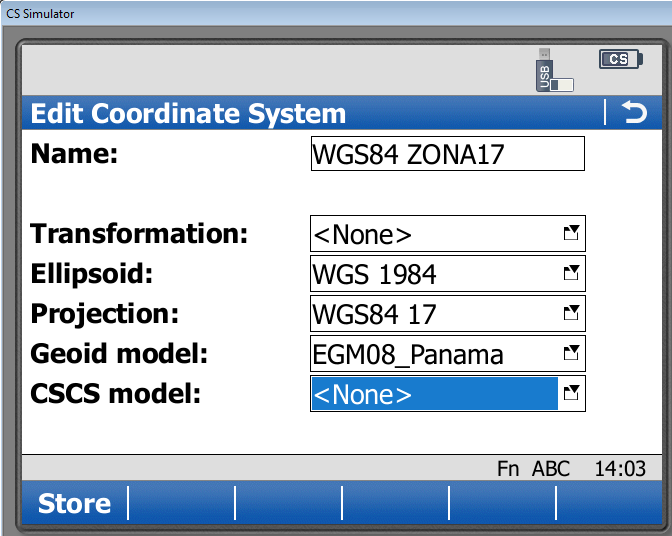 CS Simulator
USB
CS
Edit Coordinate System
Name: WGS84 ZONA17
Transformation: <None>
Ellipsoid: WGS 1984
Projection: WGS84 17
Geoid model: EGM08_Panama
CSCS model: <None>
Fn ABC 14:03
Store